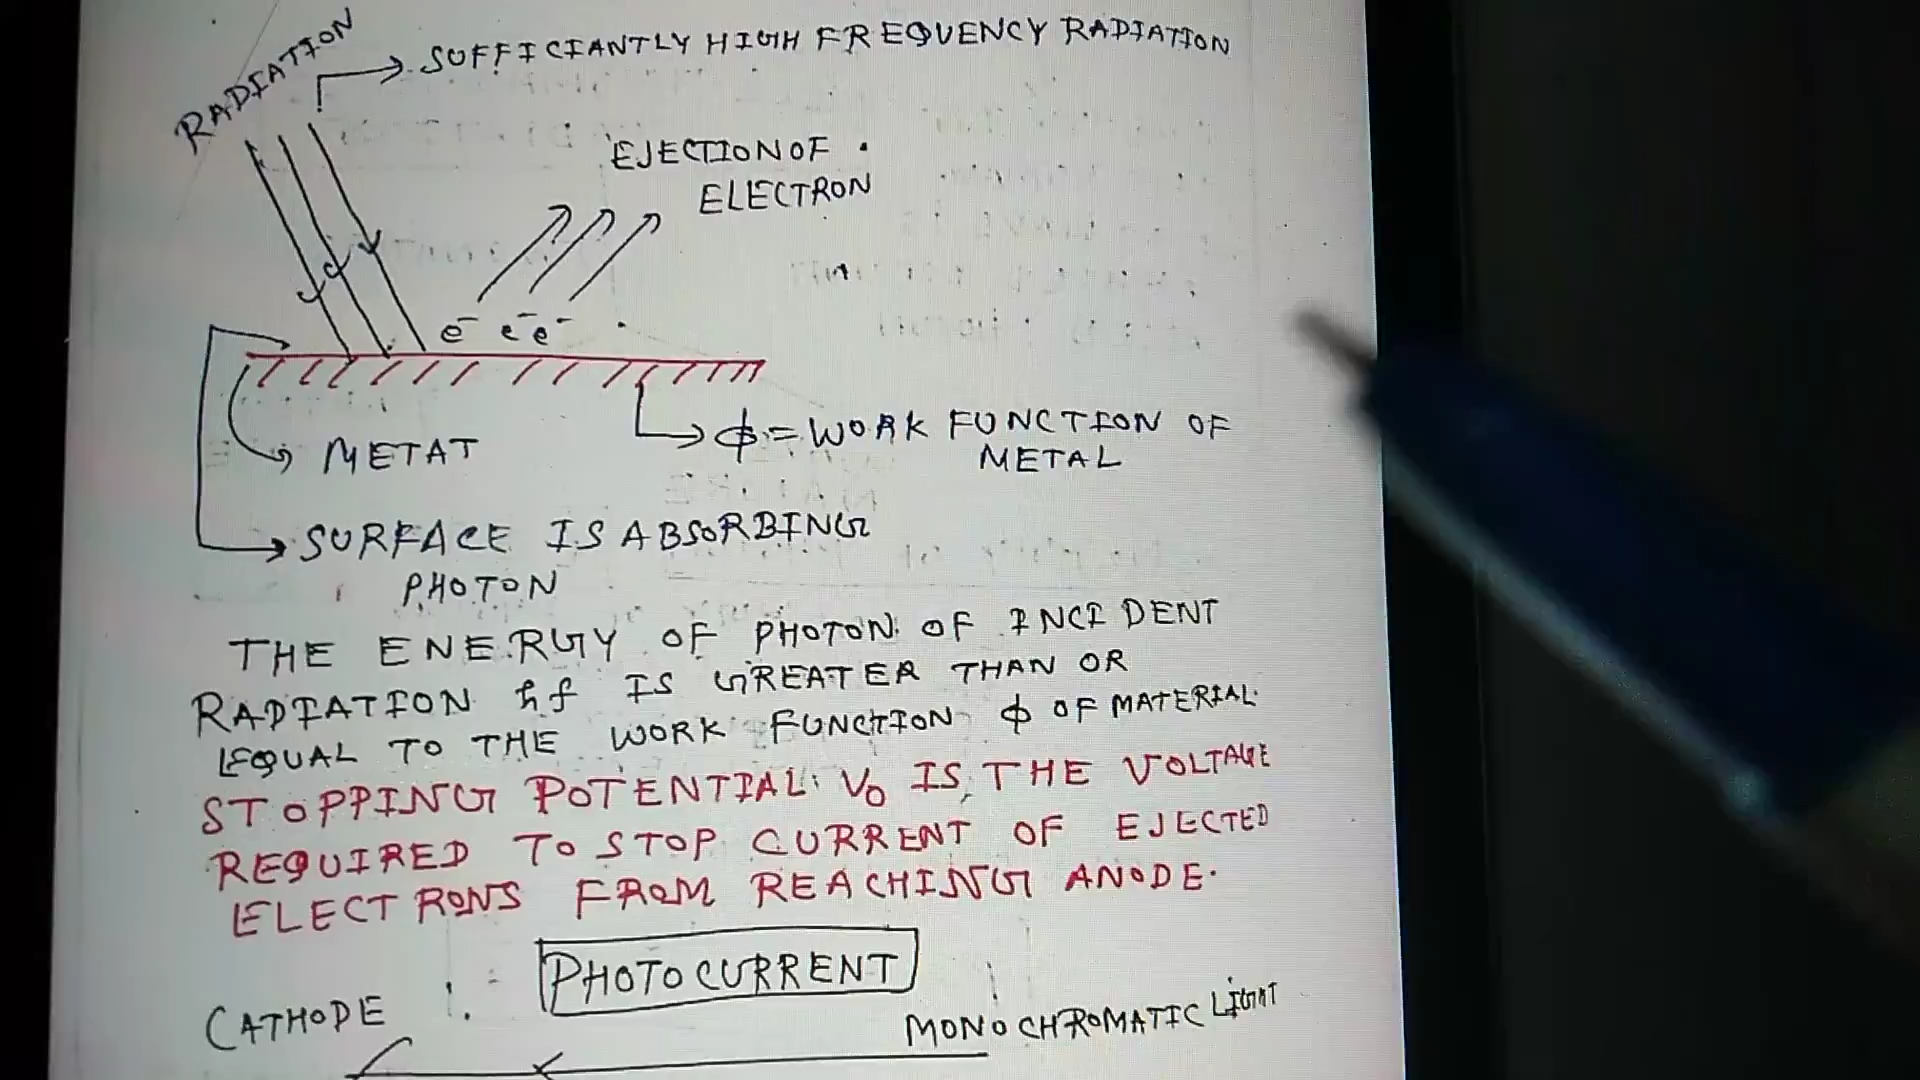 RADIATION
SUFFICIANTLY HIGH FREQUENCY RADIATION
EJECTION OF
ELECTRON
e⁻ e⁻ e⁻
METAT
ϕ = WORK FUNCTION OF
METAL
SURFACE IS ABSORBING
PHOTON
THE ENERGY OF PHOTON OF INCIDENT
RADIATION hf IS GREATER THAN OR
EQUAL TO THE WORK FUNCTION ϕ OF MATERIAL.
STOPPING POTENTIAL: V₀ IS THE VOLTAGE
REQUIRED TO STOP CURRENT OF EJECTED
ELECTRONS FROM REACHING ANODE.
PHOTOCURRENT
CATHODE
MONOCHROMATIC LIGHT